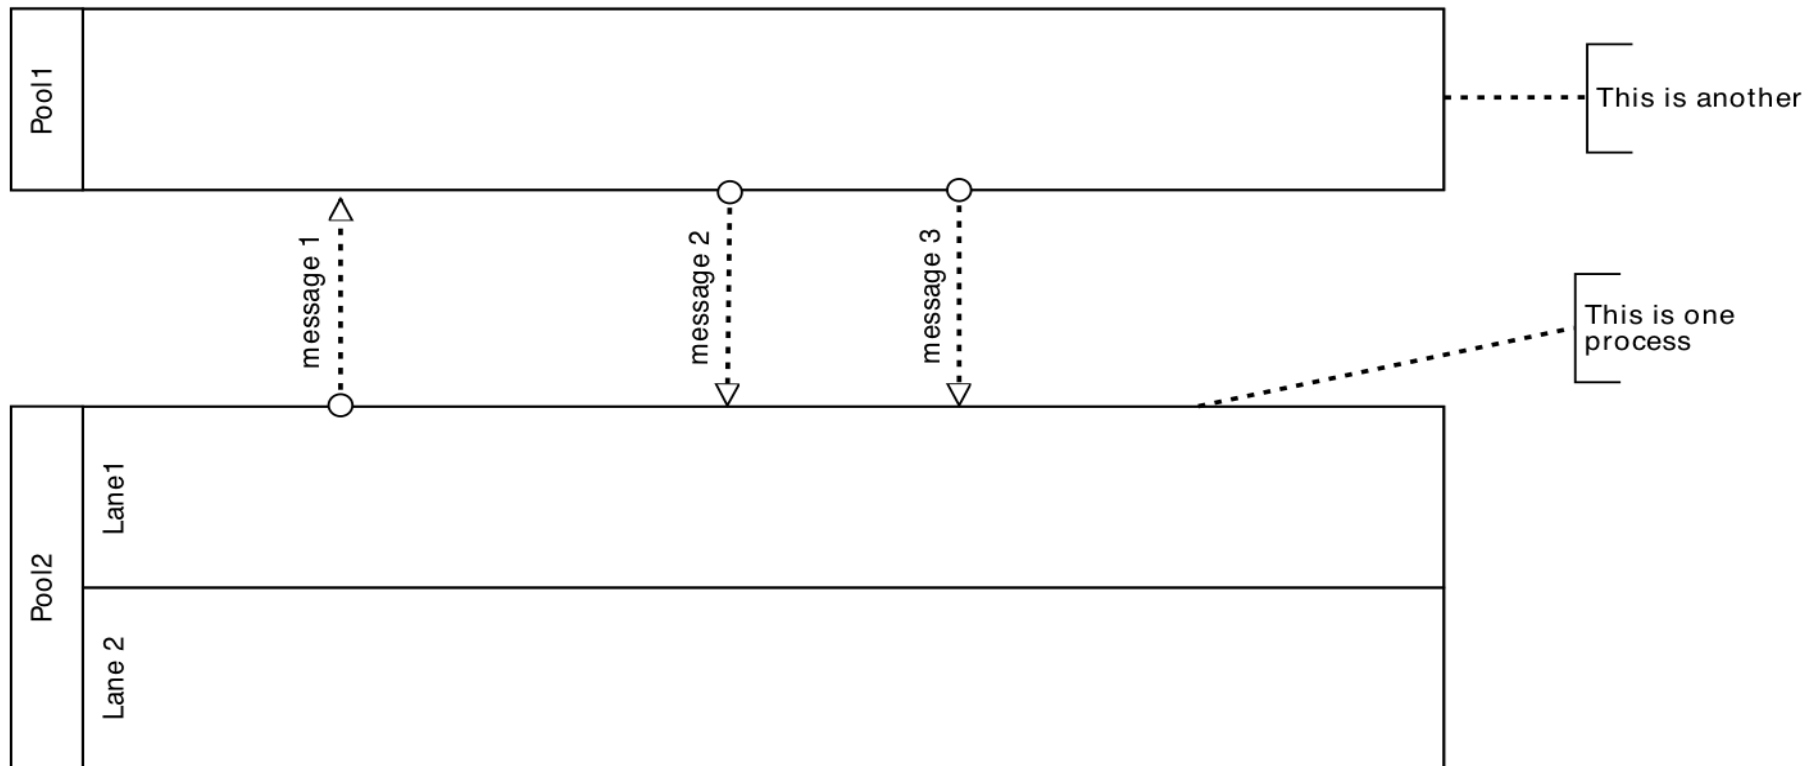 Pool1
This is another
message 1
message 2
message 3
This is one
process
Pool2
Lane1
Lane 2